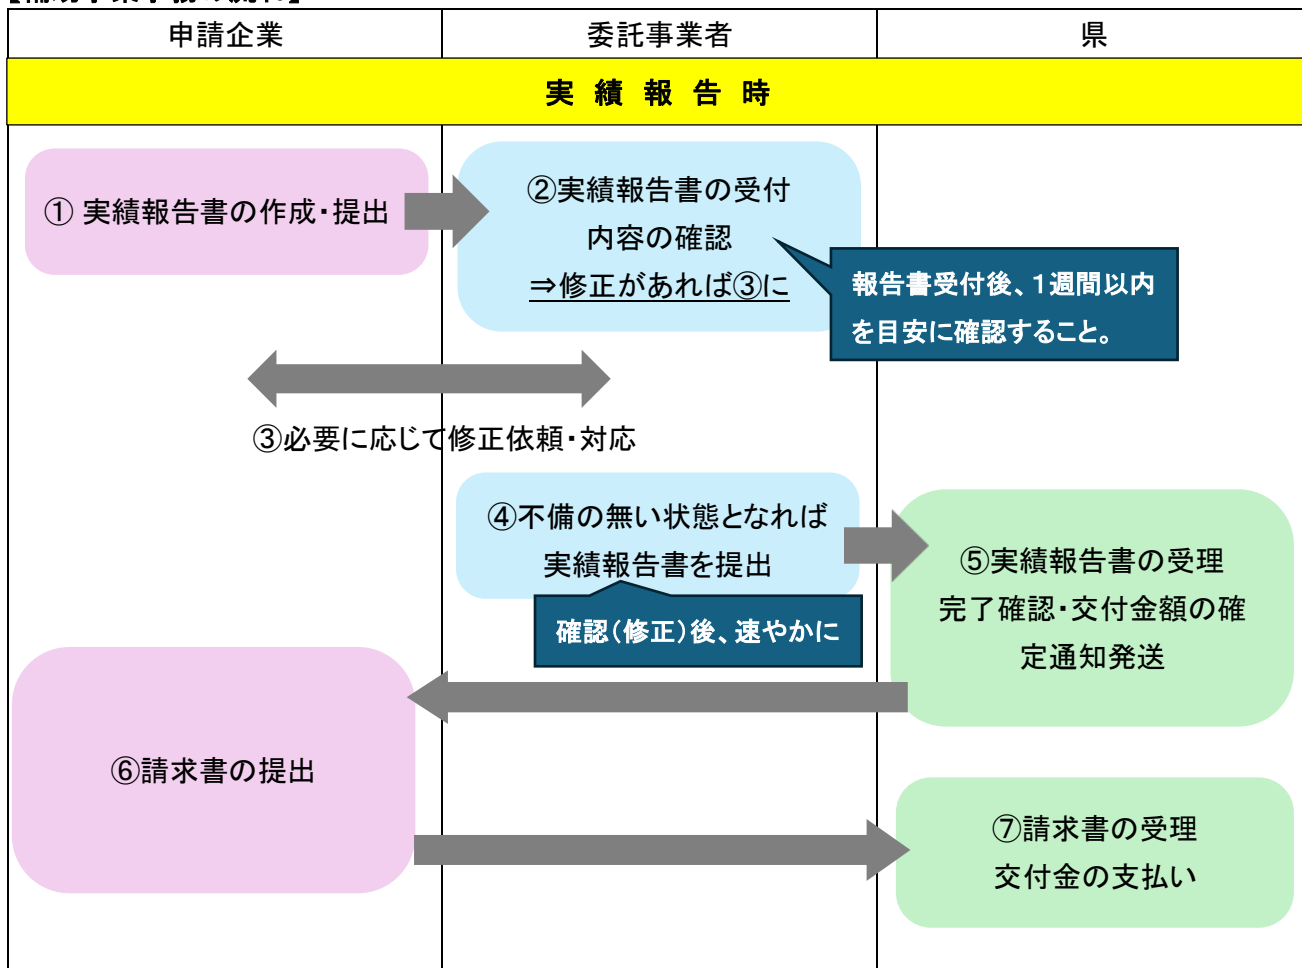 申請企業
委託事業者
県
実績報告時
① 実績報告書の作成・提出
②実績報告書の受付
内容の確認
⇒修正があれば③に
報告書受付後、1週間以内
を目安に確認すること。
③必要に応じて修正依頼・対応
④不備の無い状態となれば
実績報告書を提出
確認(修正)後、速やかに
⑤実績報告書の受理
完了確認・交付金額の確
定通知発送
⑥請求書の提出
⑦請求書の受理
交付金の支払い